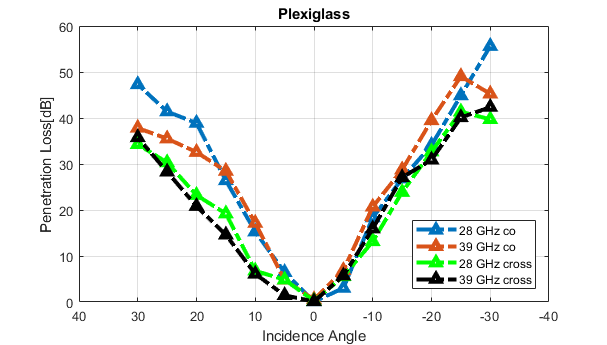 Plexiglass
Penetration Loss[dB]
60
50
40
30
20
10
0
40 30 20 10 0 -10 -20 -30 -40
Incidence Angle
28 GHz co
39 GHz co
28 GHz cross
39 GHz cross